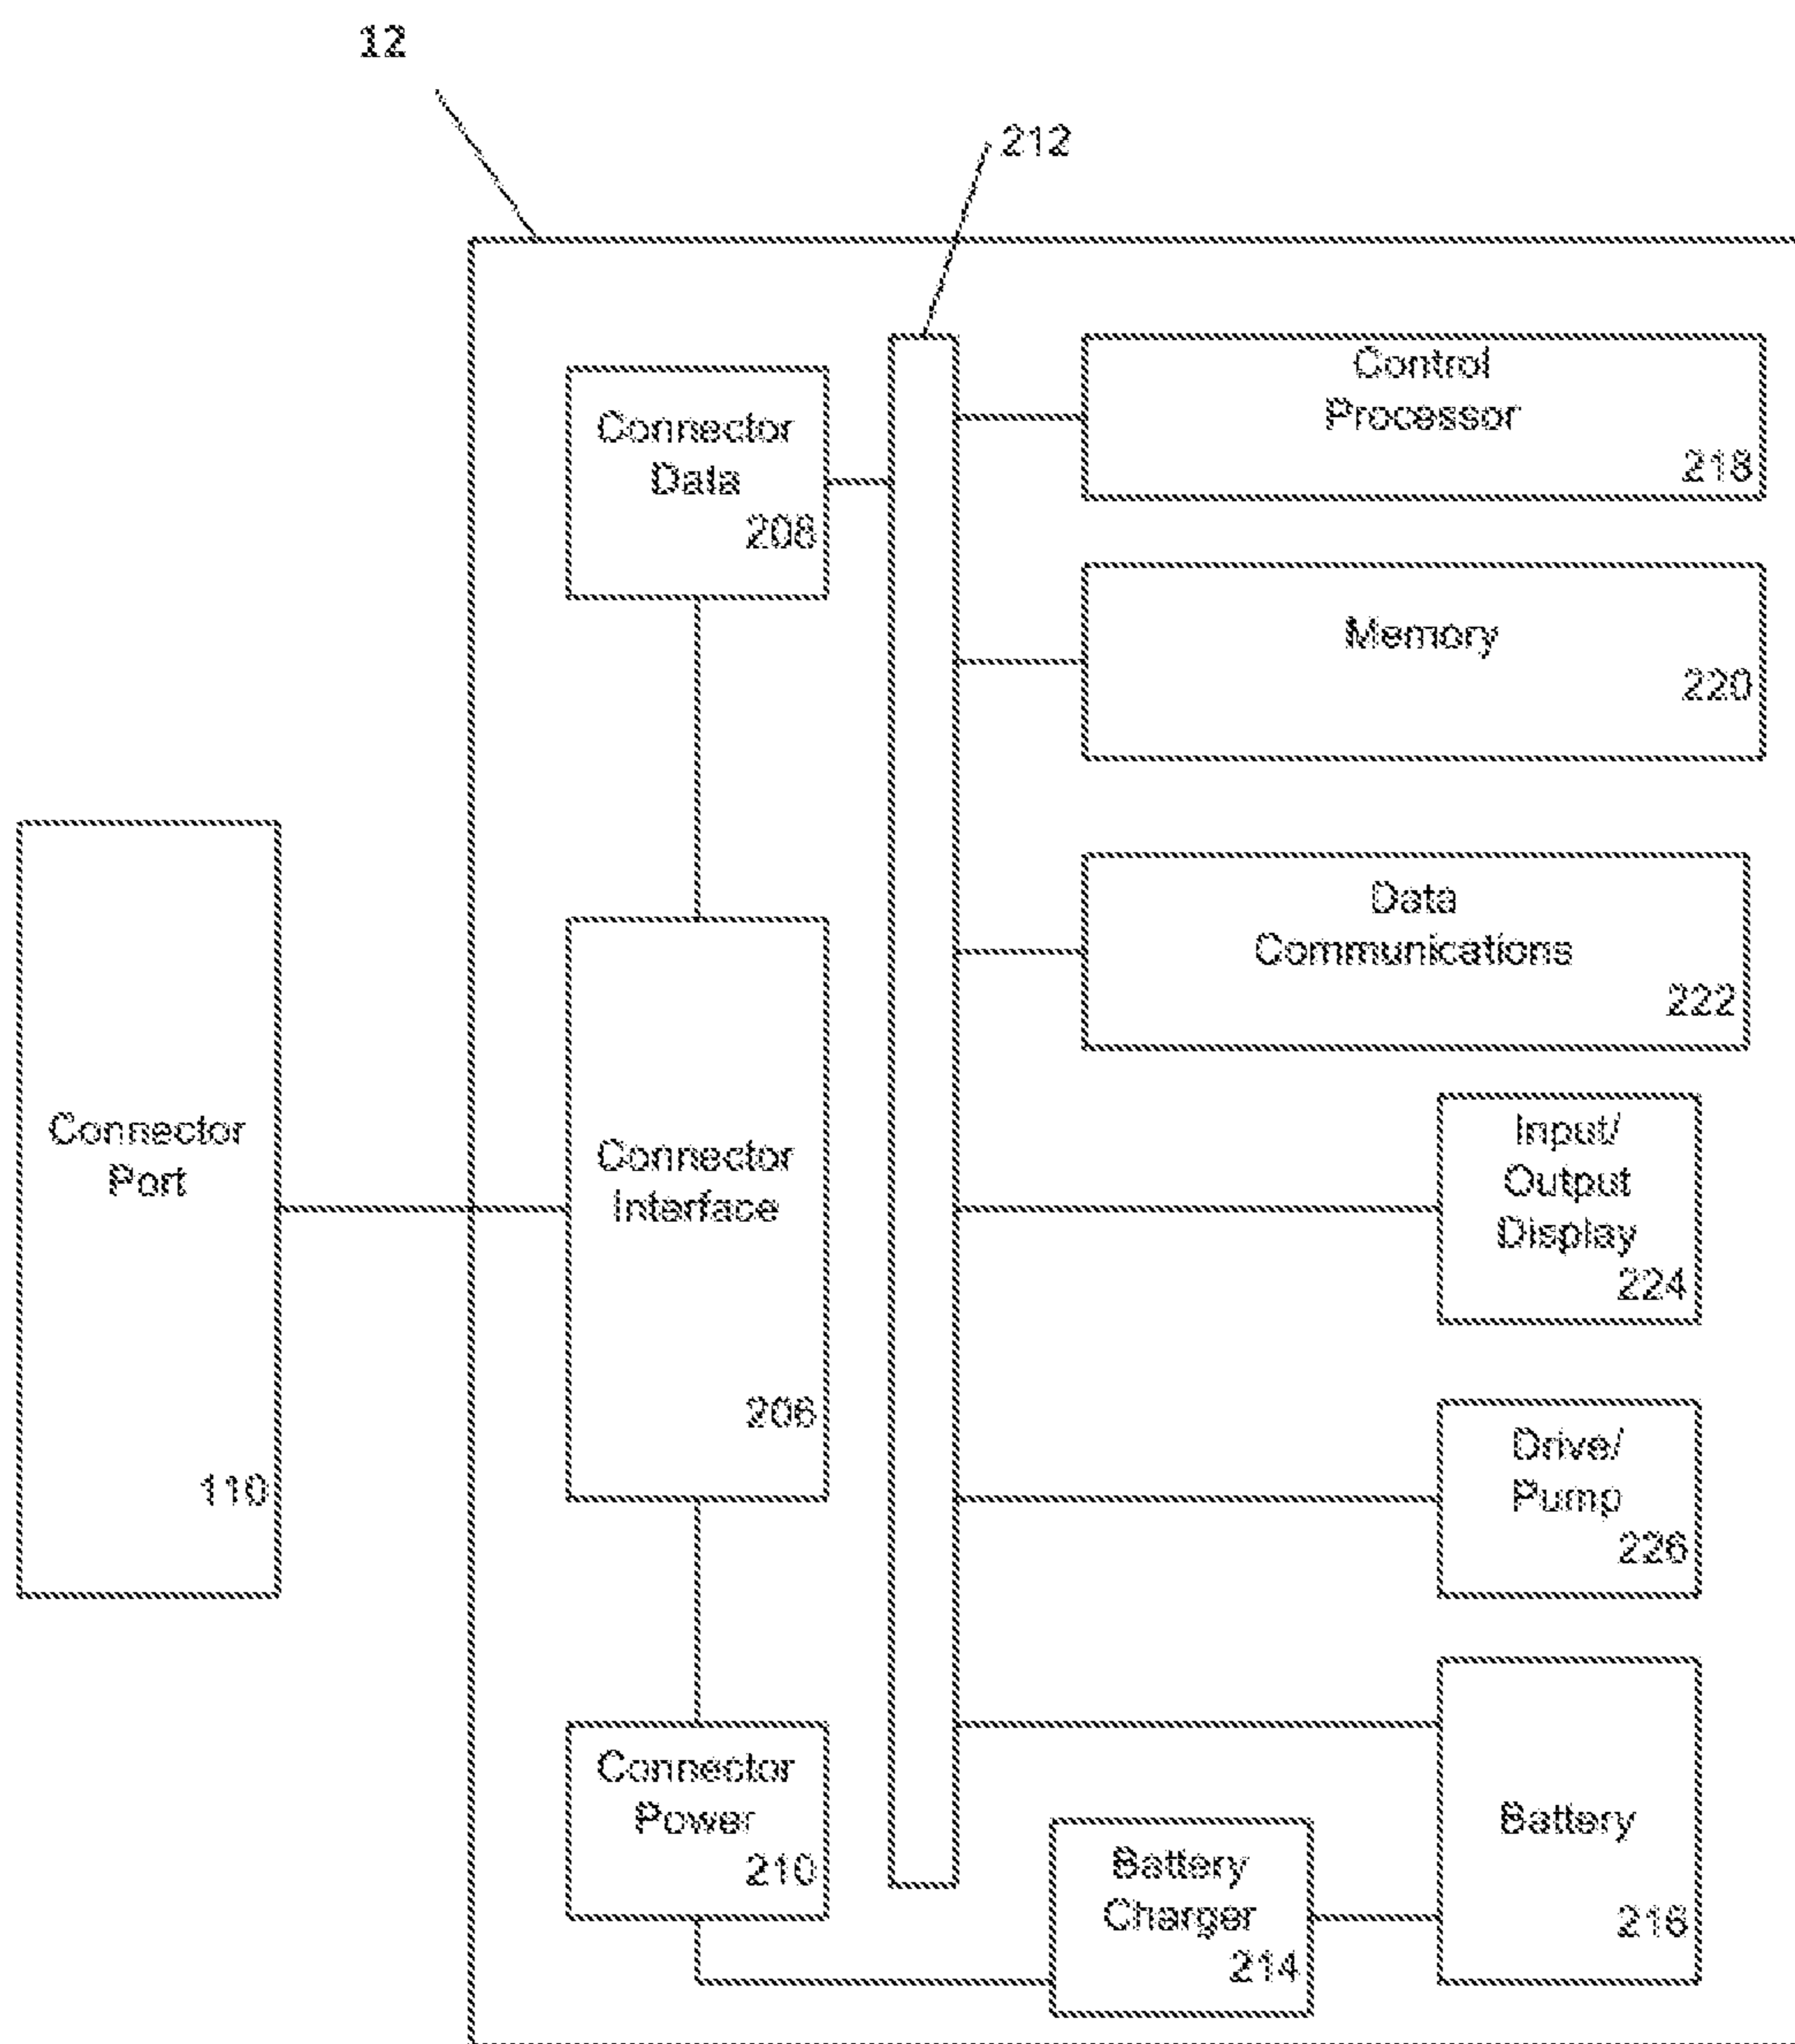 12
212
Connector
Data
208
Control
Processor
218
Memory
220
Data
Communications
222
Connector
Port
110
Connector
Interface
206
Input/
Output
Display
224
Drive/
Pump
226
Connector
Power
210
Battery
Charger
214
Battery
216